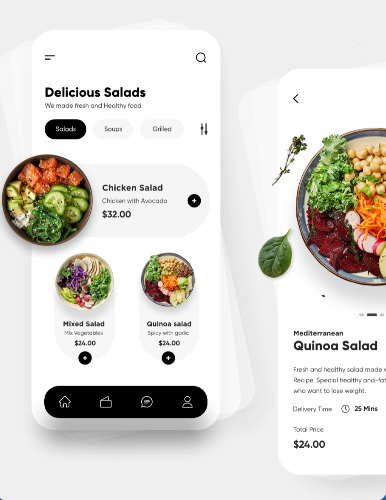 Delicious Salads
We made fresh and Healthy food
Salads
Soups
Grilled
Chicken Salad
Chicken with Avocado
$32.00
Mixed Salad
Mix Vegetables
$24.00
Quinoa salad
Spicy with garlic
$24.00
Mediterranean
Quinoa Salad
Fresh and healthy salad made
Recipe. Special healthy and-fat
who want to lose weight.
Delivery Time
25 Mins
Total Price
$24.00